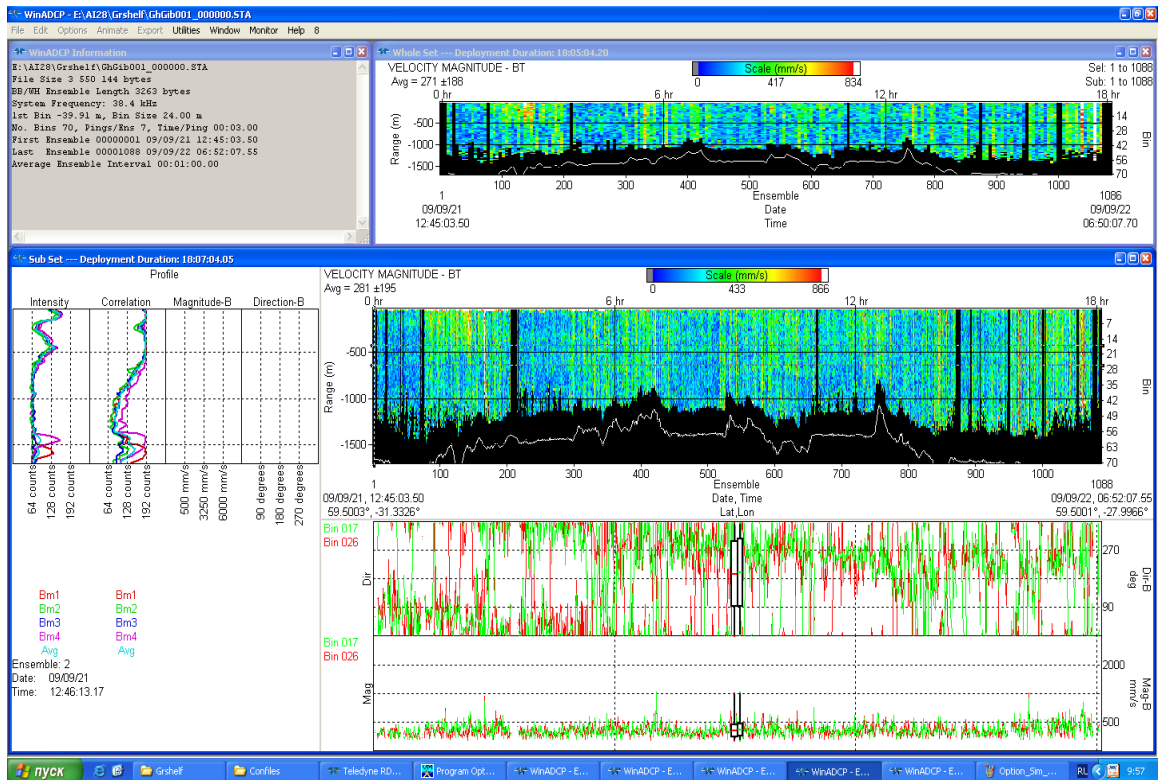 WinADCP - E:\AI28\Grshelf\GhGib001_000000.STA
File Edit Options Animate Export Utilities Window Monitor Help 8
WinADCP Information
E:\AI28\Grshelf\GhGib001_000000.STA
File Size 3 550 144 bytes
BB/WH Ensemble Length 3263 bytes
System Frequency: 38.4 kHz
1st Bin -39.91 m, Bin Size 24.00 m
No. Bins 70, Pings/Ens 7, Time/Ping 00:03.00
First Ensemble 00000001 09/09/21 12:45:03.50
Last Ensemble 00001088 09/09/22 06:52:07.55
Average Ensemble Interval 00:01:00.00
Whole Set --- Deployment Duration: 18:05:04.20
VELOCITY MAGNITUDE - BT
Avg = 271 ±188
Scale (mm/s)
0 417 834
Sel: 1 to 1088
Sub: 1 to 1088
0 hr 6 hr 12 hr 18 hr
Range (m)
-500
-1000
-1500
14
28
42
56
70
Bin
100 200 300 400 500 600 700 800 900 1000
1 Ensemble 1086
09/09/21 Date 09/09/22
12:45:03.50 Time 06:50:07.70
Sub Set --- Deployment Duration: 18:07:04.05
Profile
Intensity Correlation Magnitude-B Direction-B
64 counts
128 counts
192 counts
64 counts
128 counts
192 counts
500 mm/s
3250 mm/s
6000 mm/s
90 degrees
180 degrees
270 degrees
Bm1 Bm1
Bm2 Bm2
Bm3 Bm3
Bm4 Bm4
Avg Avg
Ensemble: 2
Date: 09/09/21
Time: 12:46:13.17
VELOCITY MAGNITUDE - BT
Avg = 281 ±195
Scale (mm/s)
0 433 866
0 hr 6 hr 12 hr 18 hr
Range (m)
-500
-1000
-1500
7
14
21
28
35
42
49
56
63
70
Bin
100 200 300 400 500 600 700 800 900 1000
1 Ensemble 1088
09/09/21, 12:45:03.50 Date, Time 09/09/22, 06:52:07.55
59.5003°, -31.3326° Lat,Lon 59.5001°, -27.9966°
Bin 017
Bin 026
Dir
270
90
Dir-B
deg
Bin 017
Bin 026
Mag
2000
500
Mag-B
mm/s
пуск
Grshelf
Confiles
Teledyne RD...
Program Opt...
WinADCP - E...
WinADCP - E...
WinADCP - E...
WinADCP - E...
WinADCP - E...
Option_Sim_...
RL
9:57